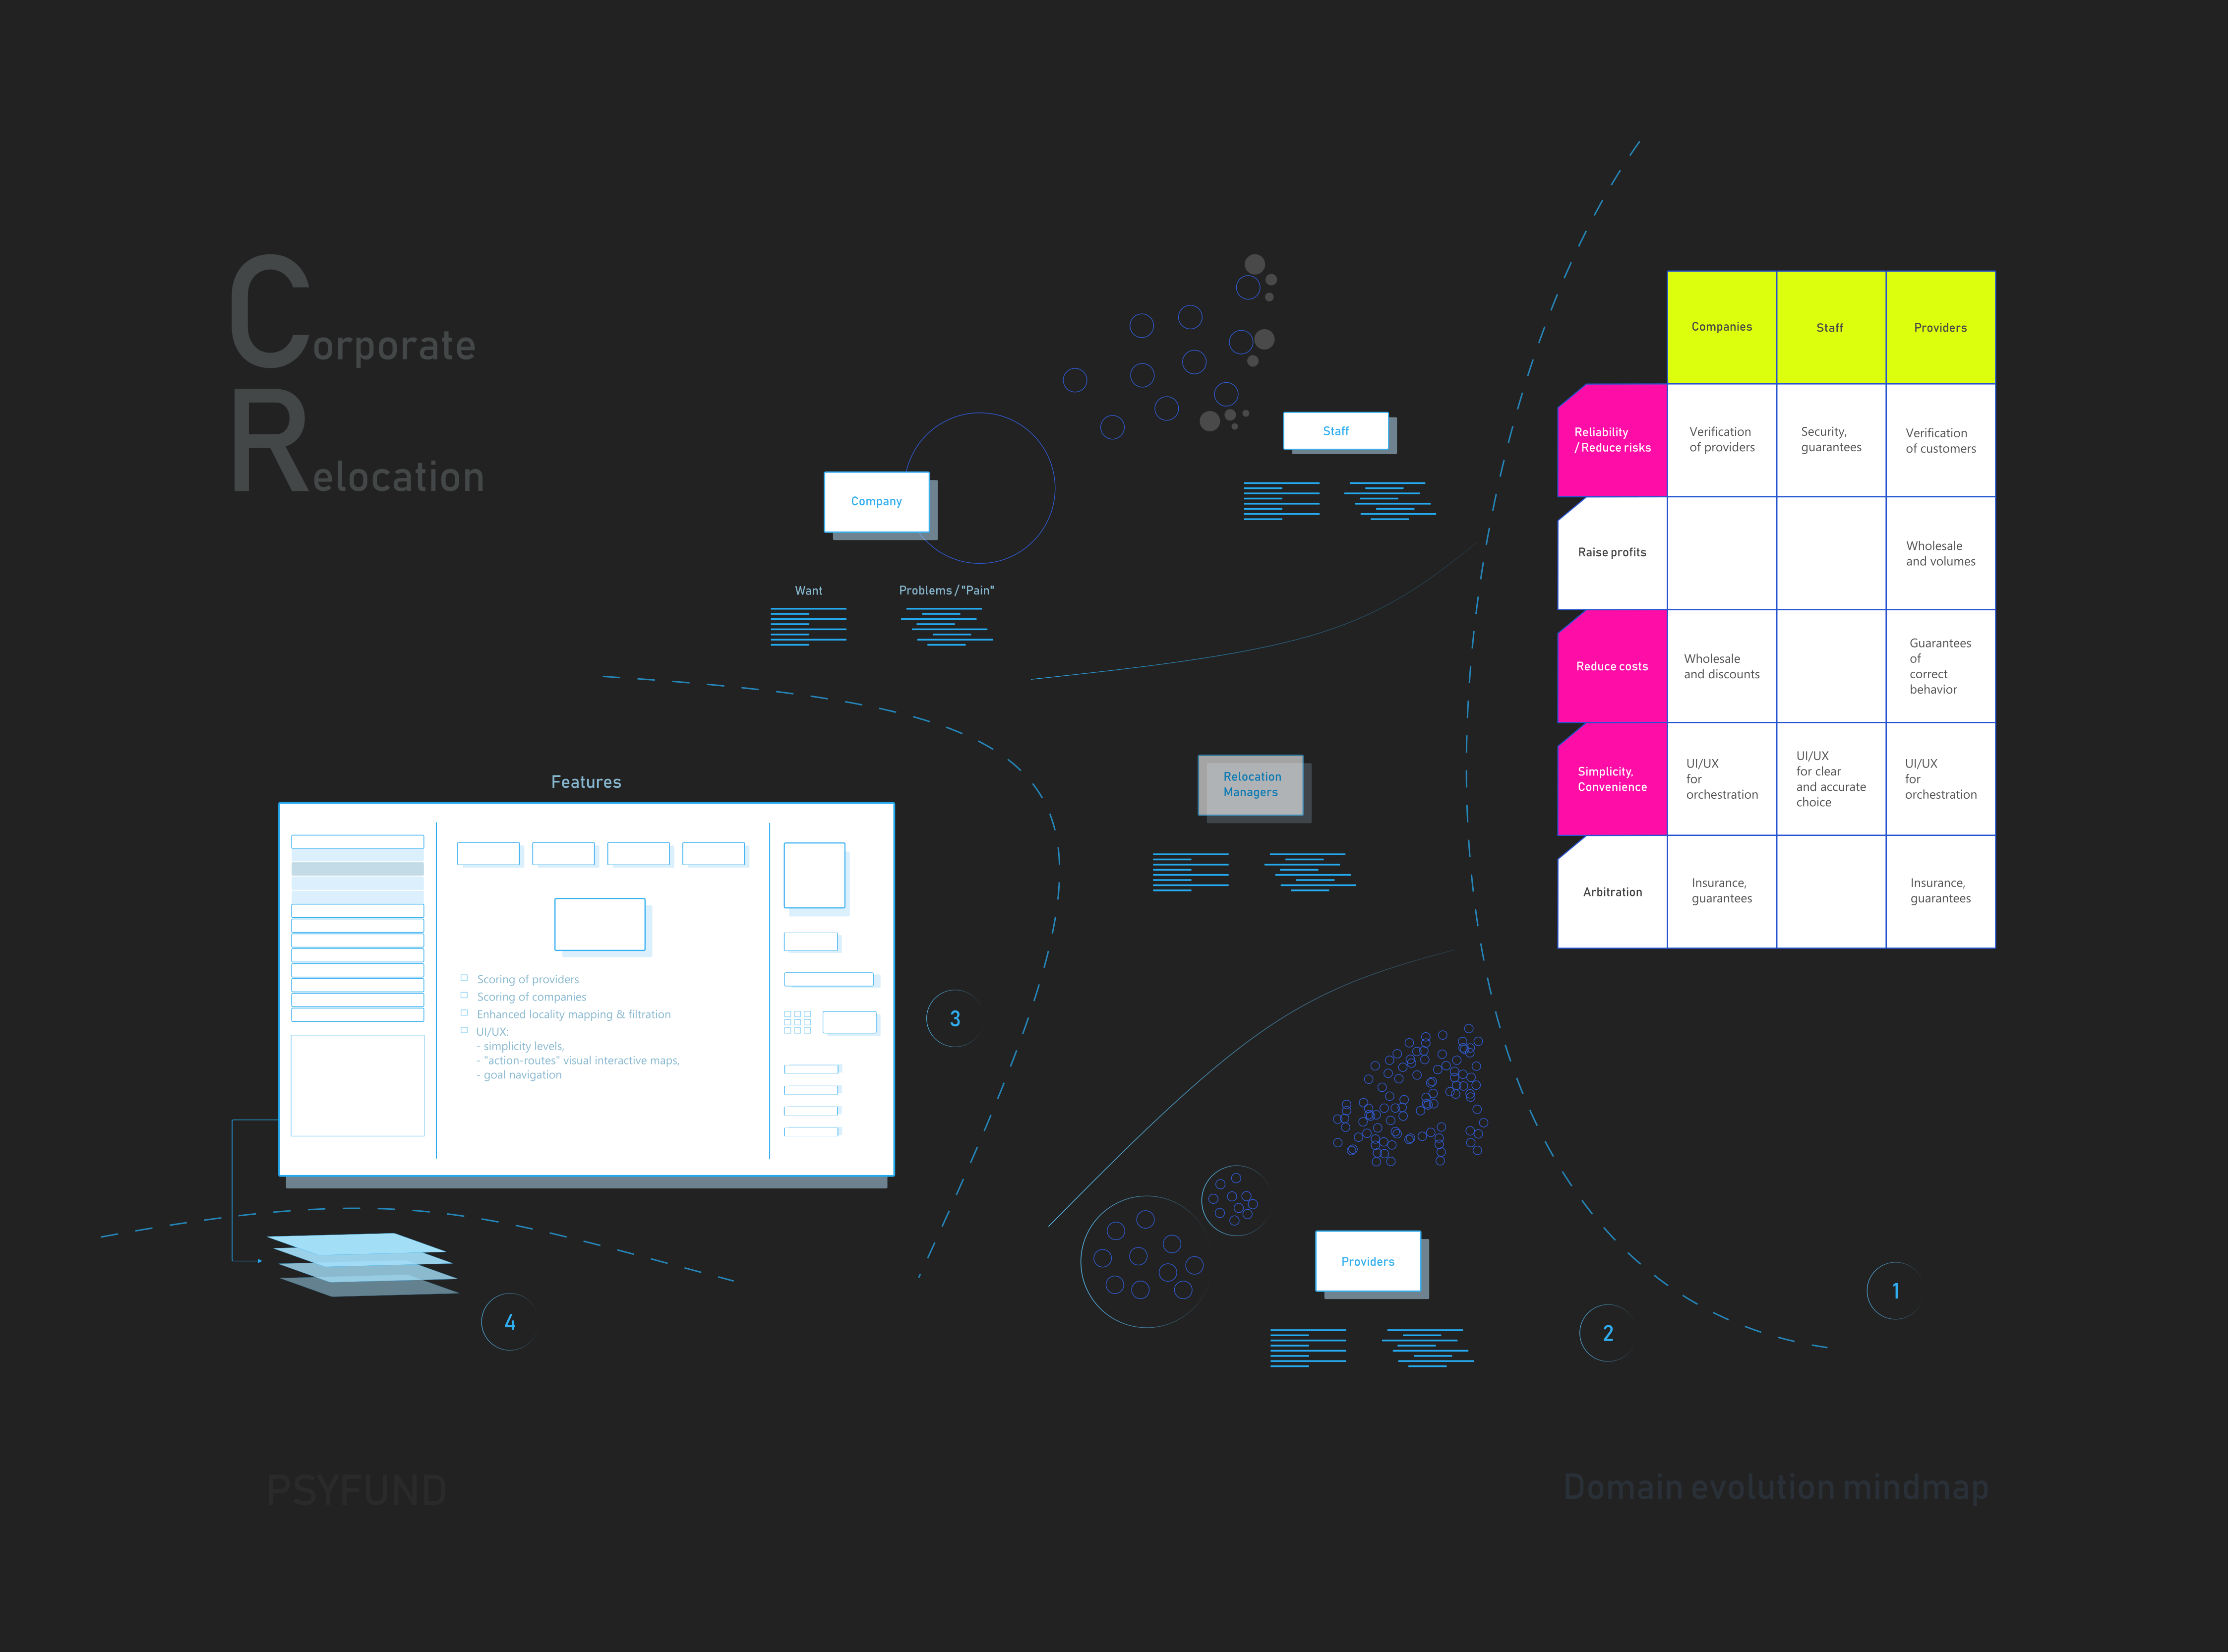 Corporate
Relocation
Company
Want
Problems / "Pain"
Staff
Relocation
Managers
Providers
Features
Scoring of providers
Scoring of companies
Enhanced locality mapping & filtration
UI/UX:
- simplicity levels,
- "action-routes" visual interactive maps,
- goal navigation
3
4
2
1
Companies
Staff
Providers
Reliability
/ Reduce risks
Verification
of providers
Security,
guarantees
Verification
of customers
Raise profits
Wholesale
and volumes
Reduce costs
Wholesale
and discounts
Guarantees
of
correct
behavior
Simplicity,
Convenience
UI/UX
for
orchestration
UI/UX
for clear
and accurate
choice
UI/UX
for
orchestration
Arbitration
Insurance,
guarantees
Insurance,
guarantees
PSYFUND
Domain evolution mindmap